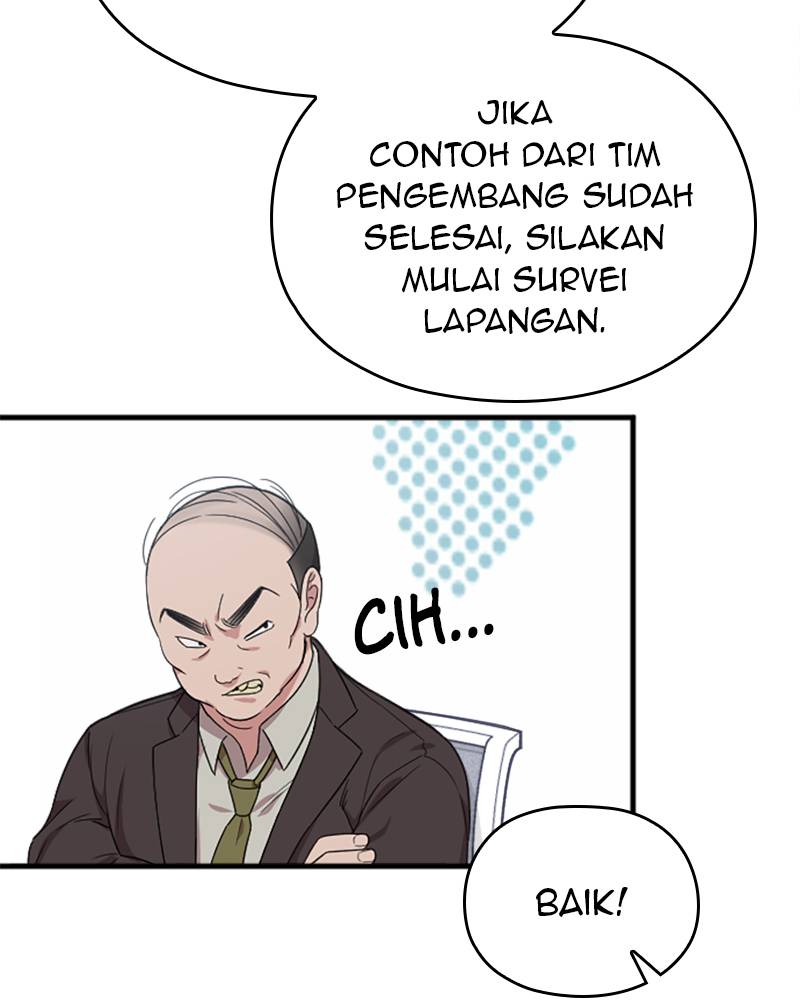 JIKA
CONTOH DARI TIM
PENGEMBANG SUDAH
SELESAI, SILAKAN
MULAI SURVEI
LAPANGAN.
CIH...
BAIK!